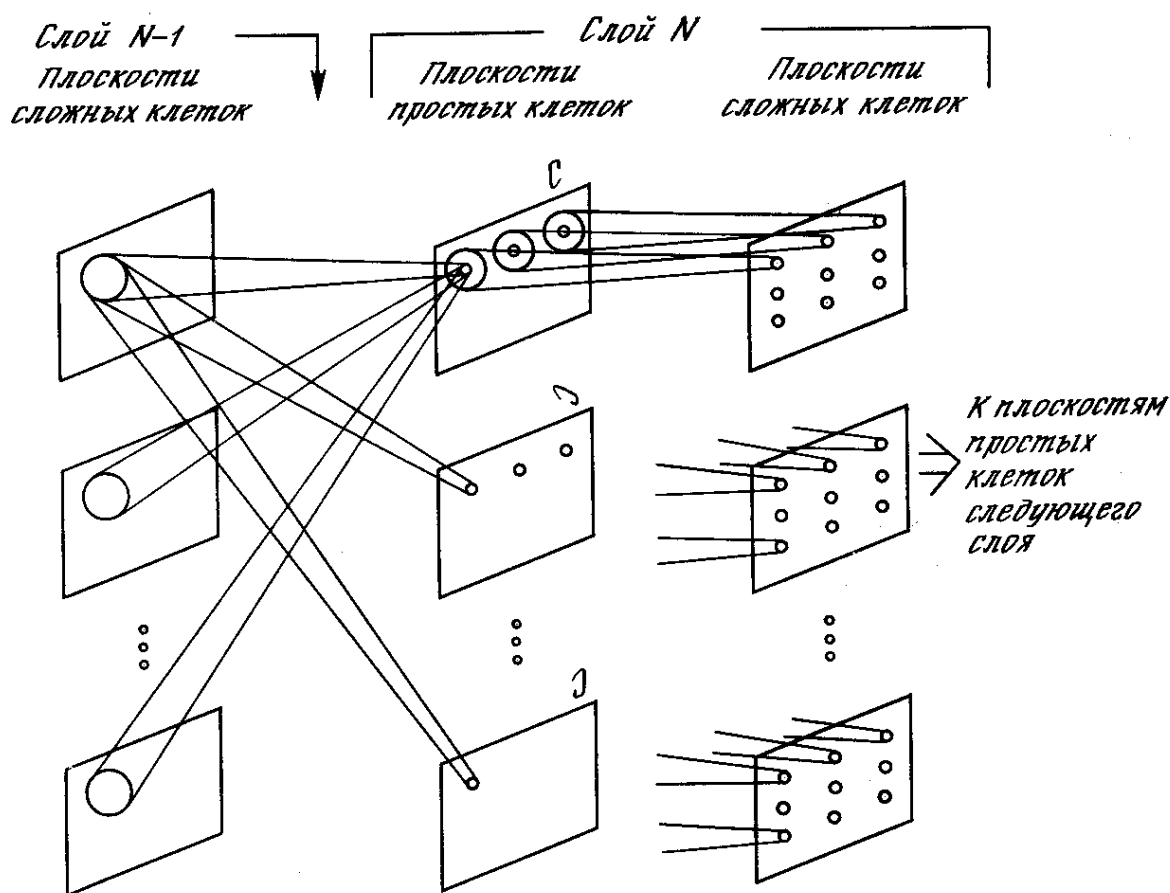 Слой N-1
Плоскости
сложных клеток
Слой N
Плоскости
простых клеток
Плоскости
сложных клеток
К плоскостям
простых
клеток
следующего
слоя